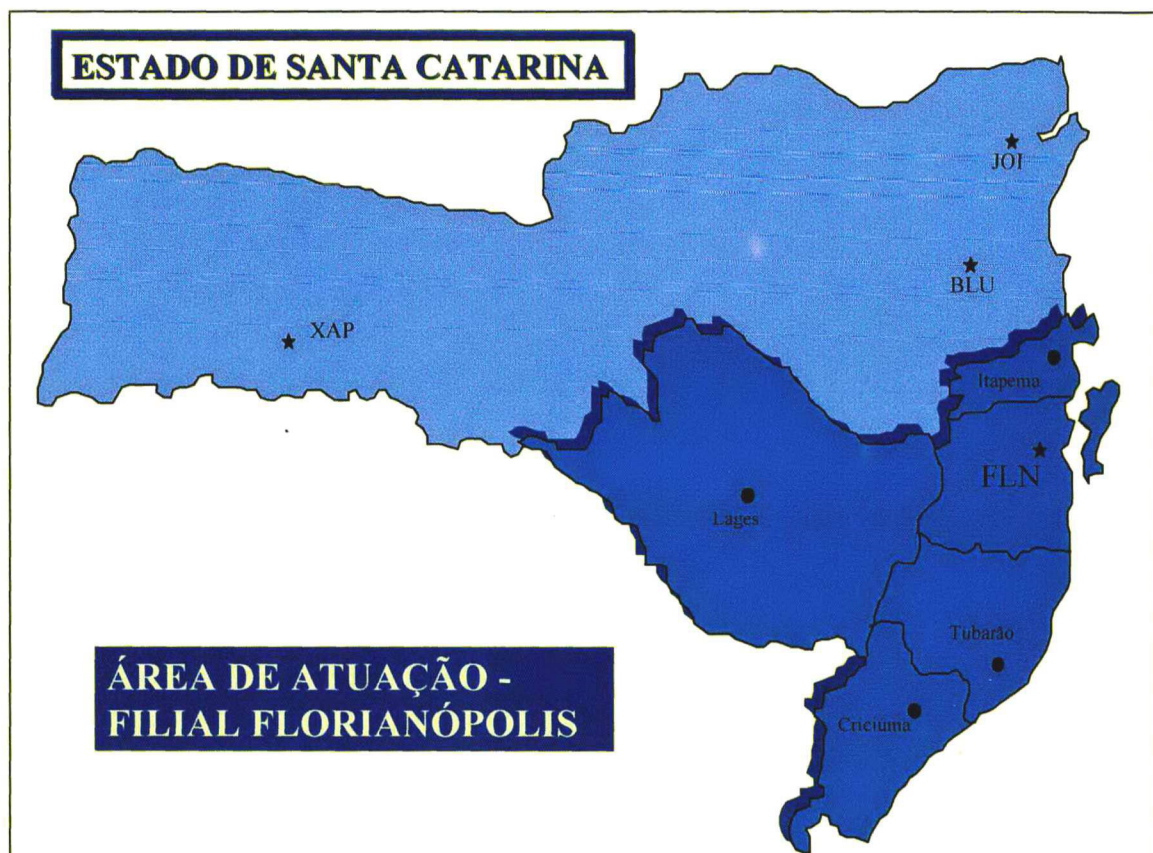 ESTADO DE SANTA CATARINA
JOI
BLU
XAP
Itapema
FLN
Lages
Tubarão
Criciuma
ÁREA DE ATUAÇÃO -
FILIAL FLORIANÓPOLIS